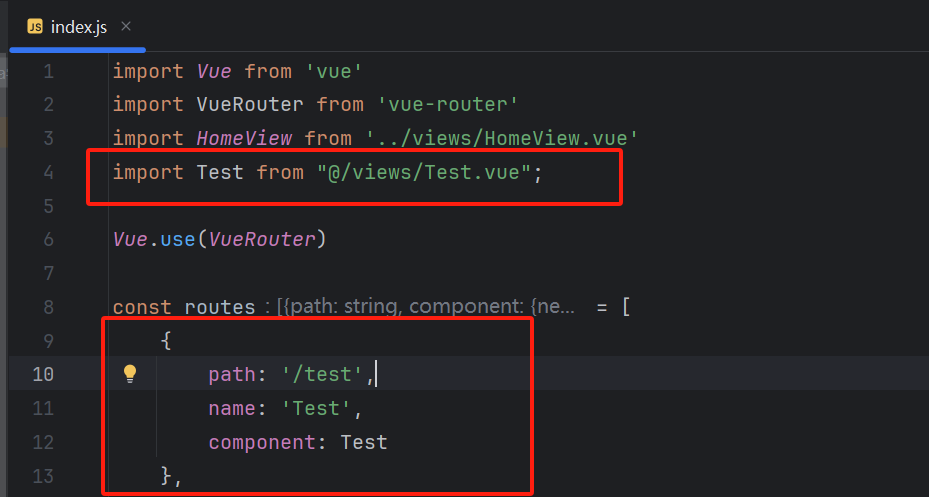 JS index.js ×
1 import Vue from 'vue'
2 import VueRouter from 'vue-router'
3 import HomeView from '../views/HomeView.vue'
4 import Test from "@/views/Test.vue";
5
6 Vue.use(VueRouter)
7
8 const routes : [{path: string, component: {ne... = [
9 {
10 path: '/test',
11 name: 'Test',
12 component: Test
13 },